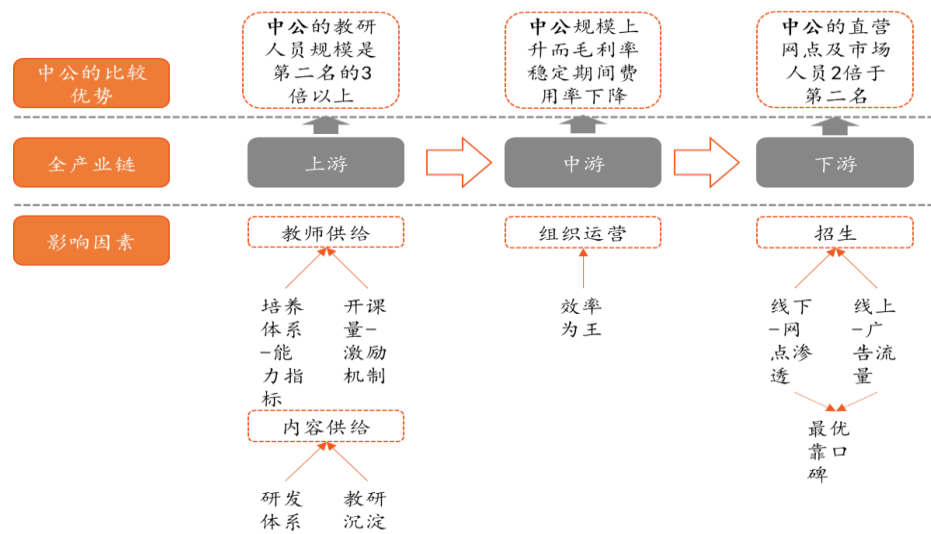 中公的比较
优势
中公的教研
人员规模是
第二名的3
倍以上
中公规模上
升而毛利率
稳定期间费
用率下降
中公的直营
网点及市场
人员2倍于
第二名
全产业链
上游
中游
下游
影响因素
教师供给
组织运营
招生
培养
体系
-能
力指
标
开课
量-
激励
机制
效率
为王
线下
-网
点渗
透
线上
-广
告流
量
内容供给
最优
靠口
碑
研发
体系
教研
沉淀